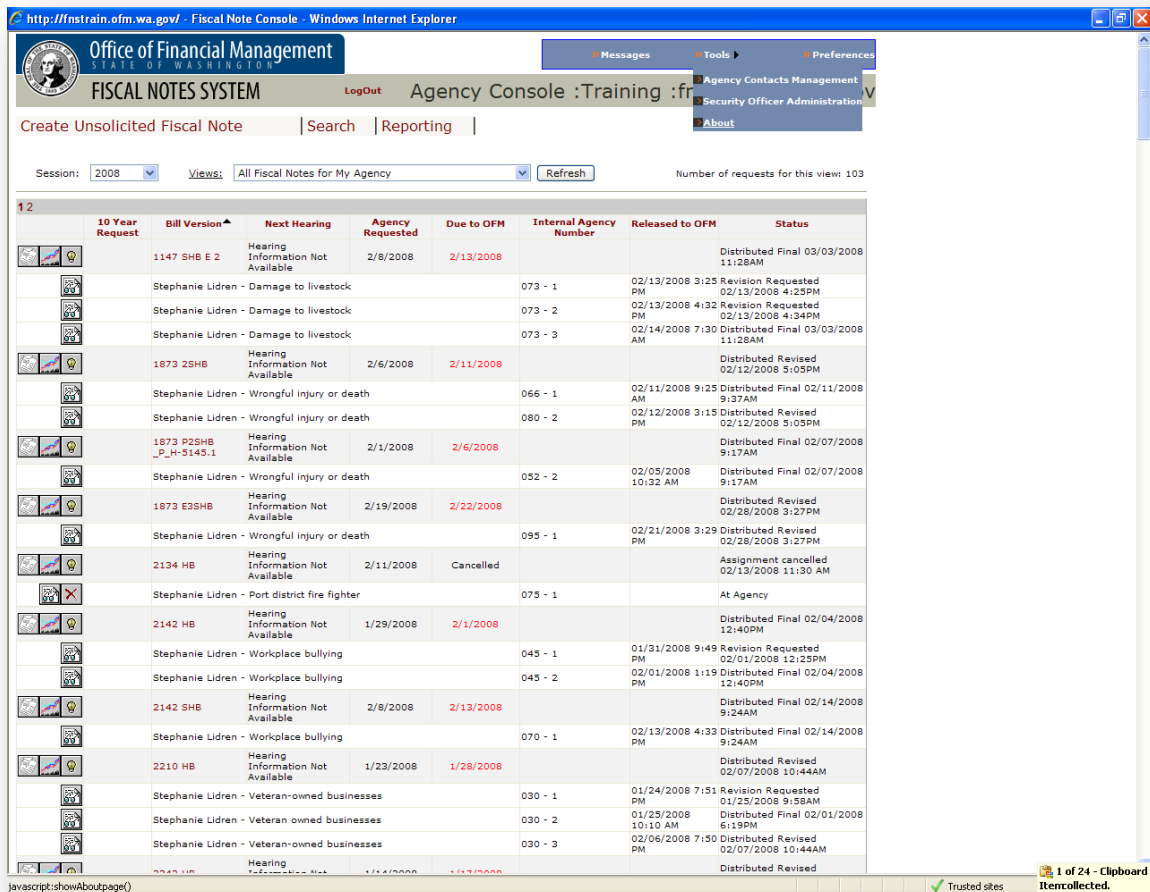 http://fnstrain.ofm.wa.gov/ - Fiscal Note Console - Windows Internet Explorer
Office of Financial Management
STATE OF WASHINGTON
Messages Tools Preferences
Agency Contacts Management
Security Officer Administration
About
FISCAL NOTES SYSTEM LogOut Agency Console :Training :fr
Create Unsolicited Fiscal Note | Search | Reporting |
Session: 2008 Views: All Fiscal Notes for My Agency Refresh Number of requests for this view: 103
1 2
10 Year Request Bill Version Next Hearing Agency Requested Due to OFM Internal Agency Number Released to OFM Status
1147 SHB E 2 Hearing Information Not Available 2/8/2008 2/13/2008 Distributed Final 03/03/2008 11:28AM
Stephanie Lidren - Damage to livestock 073 - 1 02/13/2008 3:25 PM Revision Requested 02/13/2008 4:25PM
Stephanie Lidren - Damage to livestock 073 - 2 02/13/2008 4:32 PM Revision Requested 02/13/2008 4:34PM
Stephanie Lidren - Damage to livestock 073 - 3 02/14/2008 7:30 AM Distributed Final 03/03/2008 11:28AM
1873 2SHB Hearing Information Not Available 2/6/2008 2/11/2008 Distributed Revised 02/12/2008 5:05PM
Stephanie Lidren - Wrongful injury or death 066 - 1 02/11/2008 9:25 AM Distributed Final 02/11/2008 9:37AM
Stephanie Lidren - Wrongful injury or death 080 - 2 02/12/2008 3:15 PM Distributed Revised 02/12/2008 5:05PM
1873 P2SHB _P_H-5145.1 Hearing Information Not Available 2/1/2008 2/6/2008 Distributed Final 02/07/2008 9:17AM
Stephanie Lidren - Wrongful injury or death 052 - 2 02/05/2008 10:32 AM Distributed Final 02/07/2008 9:17AM
1873 E3SHB Hearing Information Not Available 2/19/2008 2/22/2008 Distributed Revised 02/28/2008 3:27PM
Stephanie Lidren - Wrongful injury or death 095 - 1 02/21/2008 3:29 PM Distributed Revised 02/28/2008 3:27PM
2134 HB Hearing Information Not Available 2/11/2008 Cancelled Assignment cancelled 02/13/2008 11:30 AM
Stephanie Lidren - Port district fire fighter 075 - 1 At Agency
2142 HB Hearing Information Not Available 1/29/2008 2/1/2008 Distributed Final 02/04/2008 12:40PM
Stephanie Lidren - Workplace bullying 045 - 1 01/31/2008 9:49 PM Revision Requested 02/01/2008 12:25PM
Stephanie Lidren - Workplace bullying 045 - 2 02/01/2008 1:19 PM Distributed Final 02/04/2008 12:40PM
2142 SHB Hearing Information Not Available 2/8/2008 2/13/2008 Distributed Final 02/14/2008 9:24AM
Stephanie Lidren - Workplace bullying 070 - 1 02/13/2008 4:33 PM Distributed Final 02/14/2008 9:24AM
2210 HB Hearing Information Not Available 1/23/2008 1/28/2008 Distributed Revised 02/07/2008 10:44AM
Stephanie Lidren - Veteran-owned businesses 030 - 1 01/24/2008 7:51 PM Revision Requested 01/25/2008 9:58AM
Stephanie Lidren - Veteran owned businesses 030 - 2 01/25/2008 10:10 AM Distributed Final 02/01/2008 6:19PM
Stephanie Lidren - Veteran-owned businesses 030 - 3 02/06/2008 7:50 PM Distributed Revised 02/07/2008 10:44AM
Hearing Distributed Revised
javascript:showAboutpage() Trusted sites
1 of 24 - Clipboard
Item collected.